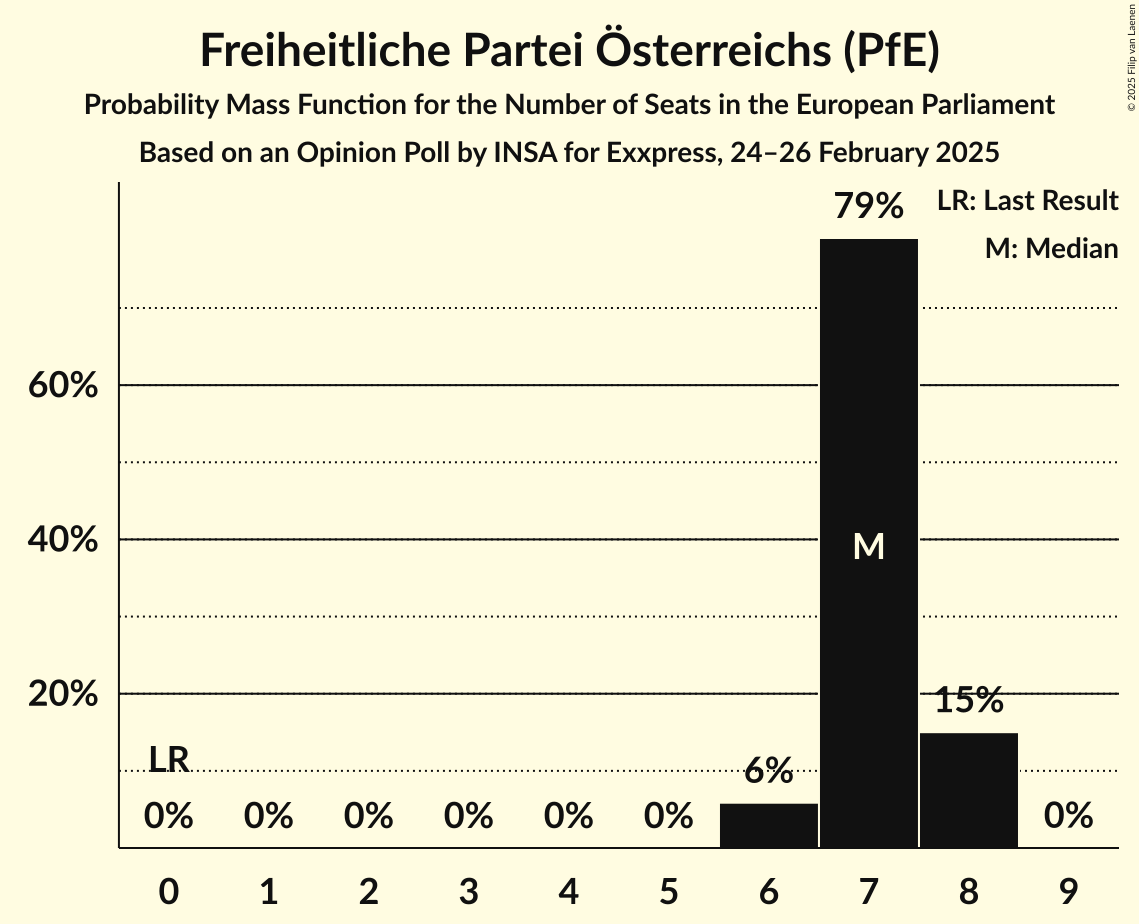 Freiheitliche Partei Österreichs (PfE)
Probability Mass Function for the Number of Seats in the European Parliament
Based on an Opinion Poll by INSA for Exxpress, 24–26 February 2025
© 2025 Filip van Laenen
LR: Last Result
M: Median
79%
60%
40%
M
20%
15%
LR
6%
0% 0% 0% 0% 0% 0% 0%
0 1 2 3 4 5 6 7 8 9